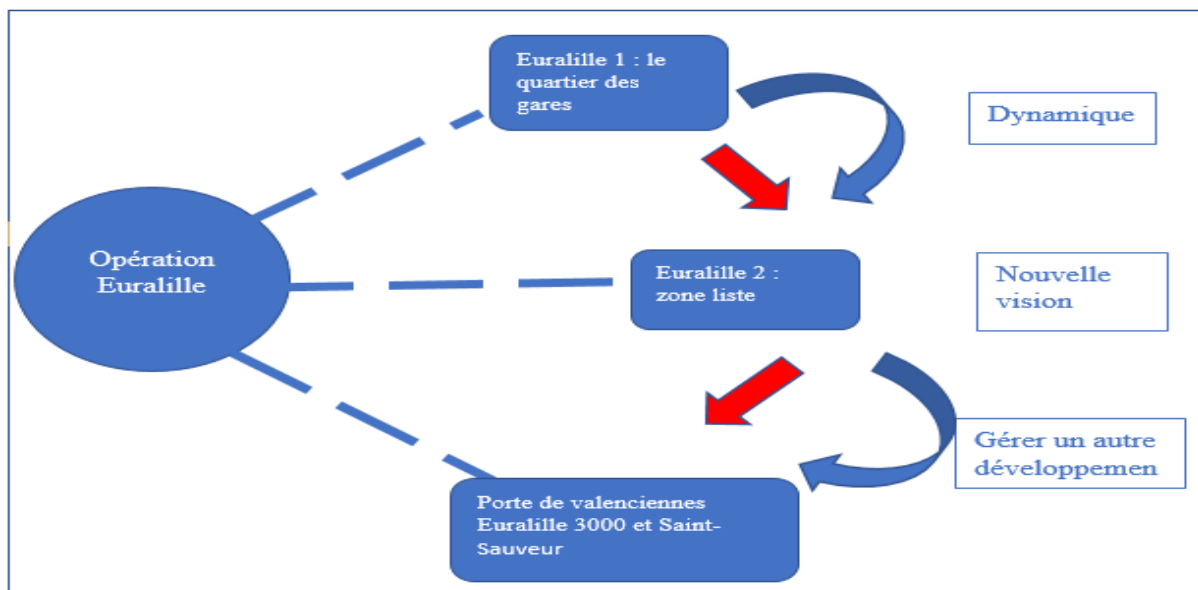 Euralille 1 : le
quartier des
gares
Dynamique
Opération
Euralille
Euralille 2 :
zone liste
Nouvelle
vision
Gérer un autre
développemen
Porte de valenciennes
Euralille 3000 et Saint-
Sauveur